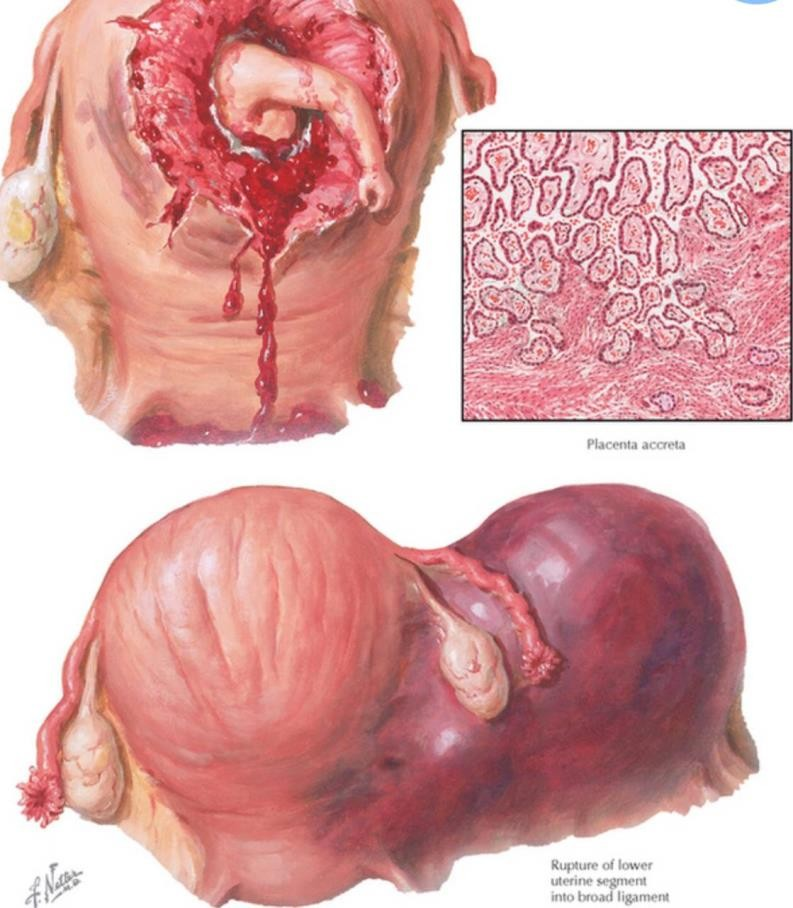 Placenta accreta
Rupture of lower
uterine segment
into broad ligament
F. Netter
M.D.